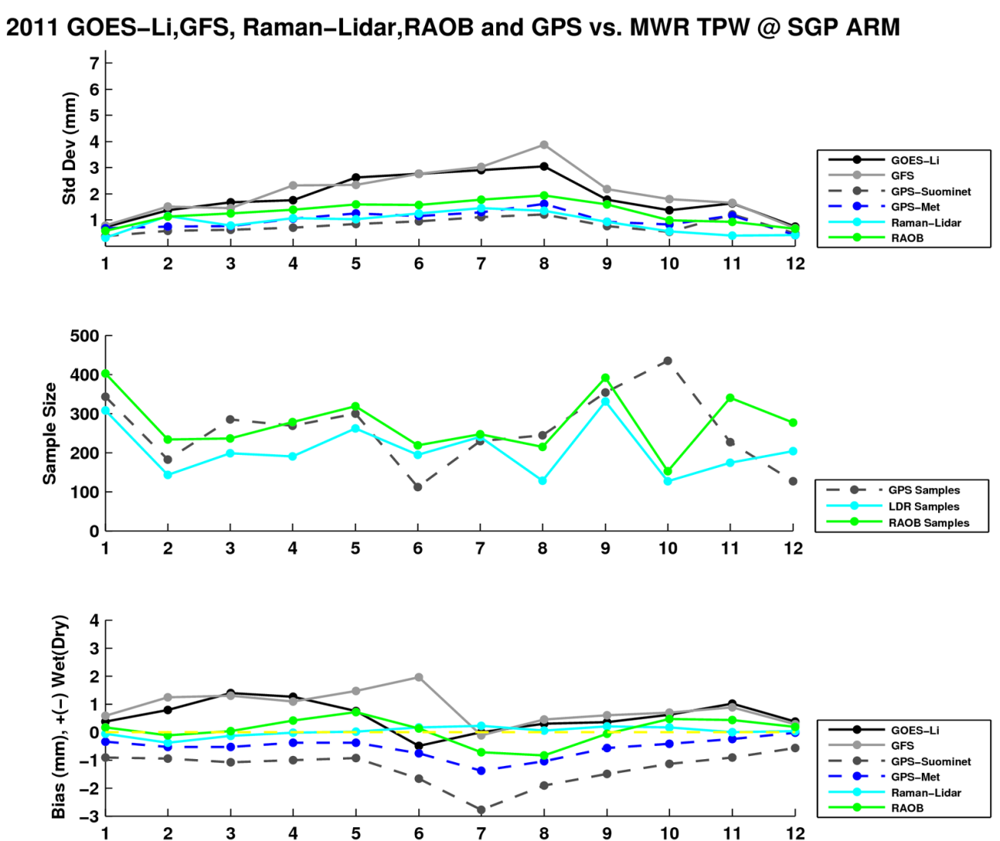 2011 GOES–Li,GFS, Raman–Lidar,RAOB and GPS vs. MWR TPW @ SGP ARM
Std Dev (mm)
7
6
5
4
3
2
1
1 2 3 4 5 6 7 8 9 10 11 12
GOES–Li
GFS
GPS–Suominet
GPS–Met
Raman–Lidar
RAOB
Sample Size
500
400
300
200
100
0
1 2 3 4 5 6 7 8 9 10 11 12
GPS Samples
LDR Samples
RAOB Samples
Bias (mm), +(−) Wet(Dry)
4
3
2
1
0
−1
−2
−3
1 2 3 4 5 6 7 8 9 10 11 12
GOES–Li
GFS
GPS–Suominet
GPS–Met
Raman–Lidar
RAOB